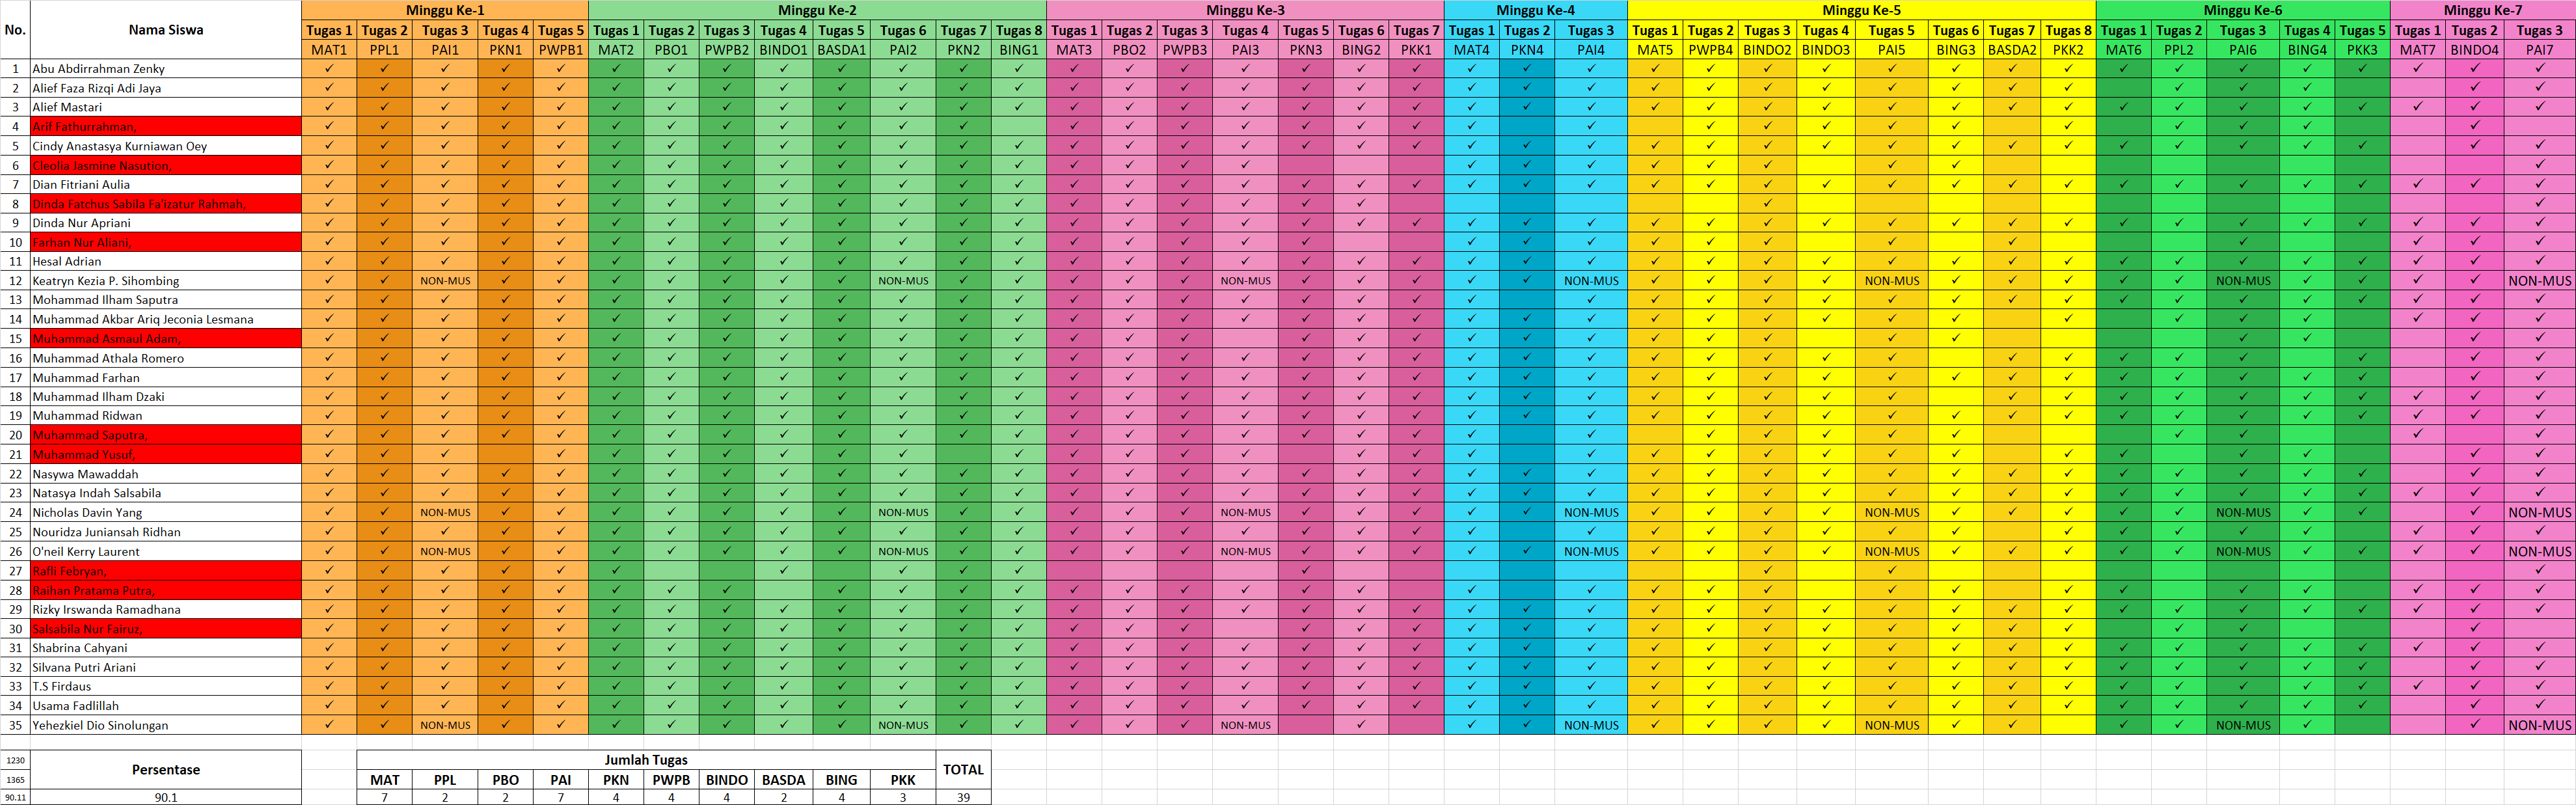 Minggu Ke-1 Minggu Ke-2 Minggu Ke-3 Minggu Ke-4 Minggu Ke-5 Minggu Ke-6 Minggu Ke-7
No. Nama Siswa Tugas 1 Tugas 2 Tugas 3 Tugas 4 Tugas 5 Tugas 1 Tugas 2 Tugas 3 Tugas 4 Tugas 5 Tugas 6 Tugas 7 Tugas 8 Tugas 1 Tugas 2 Tugas 3 Tugas 4 Tugas 5 Tugas 6 Tugas 7 Tugas 1 Tugas 2 Tugas 3 Tugas 1 Tugas 2 Tugas 3 Tugas 4 Tugas 5 Tugas 6 Tugas 7 Tugas 8 Tugas 1 Tugas 2 Tugas 3 Tugas 4 Tugas 5 Tugas 1 Tugas 2 Tugas 3
MAT1 PPL1 PAI1 PKN1 PWPB1 MAT2 PBO1 PWPB2 BINDO1 BASDA1 PAI2 PKN2 BING1 MAT3 PBO2 PWPB3 PAI3 PKN3 BING2 PKK1 MAT4 PKN4 PAI4 MAT5 PWPB4 BINDO2 BINDO3 PAI5 BING3 BASDA2 PKK2 MAT6 PPL2 PAI6 BING4 PKK3 MAT7 BINDO4 PAI7
1 Abu Abdirrahman Zenky
2 Alief Faza Rizqi Adi Jaya
3 Alief Mastari
4 Arif Fathurrahman,
5 Cindy Anastasya Kurniawan Oey
6 Cleolia Jasmine Nasution,
7 Dian Fitriani Aulia
8 Dinda Fatchus Sabila Fa'izatur Rahmah,
9 Dinda Nur Apriani
10 Farhan Nur Aliani,
11 Hesal Adrian
12 Keatryn Kezia P. Sihombing NON-MUS NON-MUS NON-MUS NON-MUS NON-MUS NON-MUS NON-MUS
13 Mohammad Ilham Saputra
14 Muhammad Akbar Ariq Jeconia Lesmana
15 Muhammad Asmaul Adam,
16 Muhammad Athala Romero
17 Muhammad Farhan
18 Muhammad Ilham Dzaki
19 Muhammad Ridwan
20 Muhammad Saputra,
21 Muhammad Yusuf,
22 Nasywa Mawaddah
23 Natasya Indah Salsabila
24 Nicholas Davin Yang NON-MUS NON-MUS NON-MUS NON-MUS NON-MUS NON-MUS NON-MUS
25 Nouridza Juniansah Ridhan
26 O'neil Kerry Laurent NON-MUS NON-MUS NON-MUS NON-MUS NON-MUS NON-MUS NON-MUS
27 Rafli Febryan,
28 Raihan Pratama Putra,
29 Rizky Irswanda Ramadhana
30 Salsabila Nur Fairuz,
31 Shabrina Cahyani
32 Silvana Putri Ariani
33 T.S Firdaus
34 Usama Fadlillah
35 Yehezkiel Dio Sinolungan NON-MUS NON-MUS NON-MUS NON-MUS NON-MUS NON-MUS NON-MUS
1230 Persentase Jumlah Tugas TOTAL
1365 MAT PPL PBO PAI PKN PWPB BINDO BASDA BING PKK
90.11 90.1 7 2 2 7 4 4 4 2 4 3 39